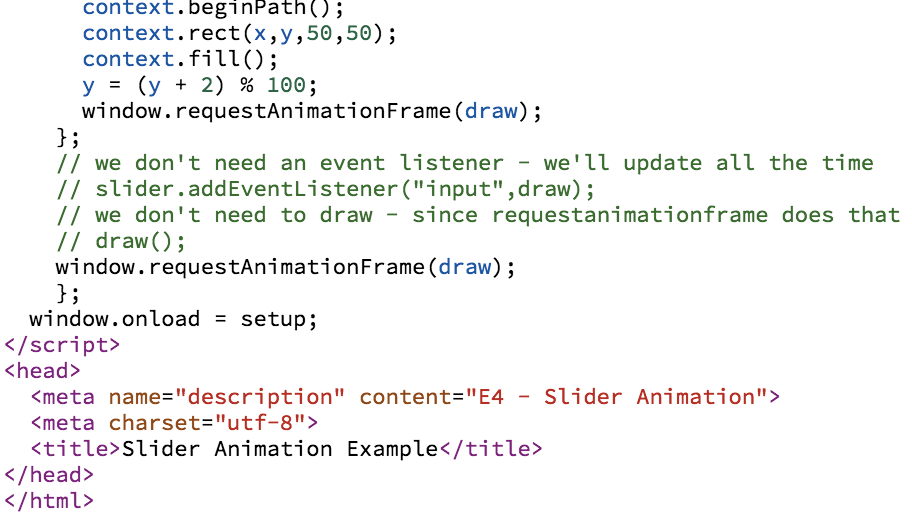 context.beginPath();
context.rect(x,y,50,50);
context.fill();
y = (y + 2) % 100;
window.requestAnimationFrame(draw);
};
// we don't need an event listener - we'll update all the time
// slider.addEventListener("input",draw);
// we don't need to draw - since requestanimationframe does that
// draw();
window.requestAnimationFrame(draw);
};
window.onload = setup;
</script>
<head>
<meta name="description" content="E4 - Slider Animation">
<meta charset="utf-8">
<title>Slider Animation Example</title>
</head>
</html>